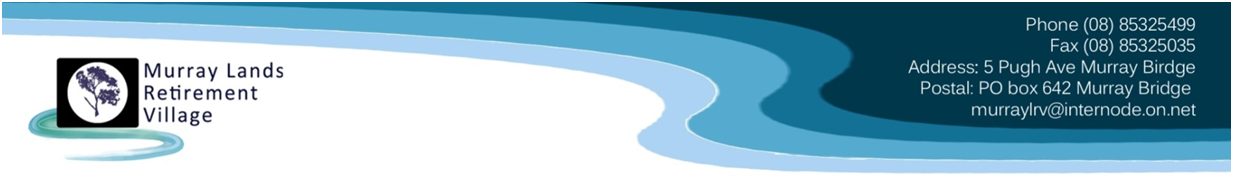 Murray Lands
Retirement
Village
Phone (08) 85325499
Fax (08) 85325035
Address: 5 Pugh Ave Murray Birdge
Postal: PO box 642 Murray Bridge
murraylrv@internode.on.net